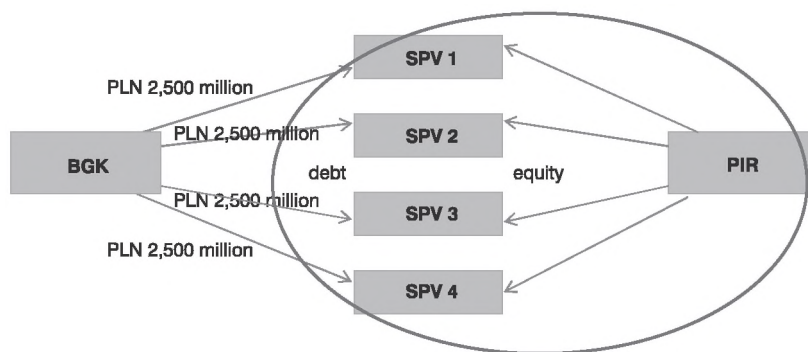 SPV 1
PLN 2,500 million
PLN 2,500 million
SPV 2
BGK
debt
equity
PIR
PLN 2,500 million
SPV 3
PLN 2,500 million
SPV 4